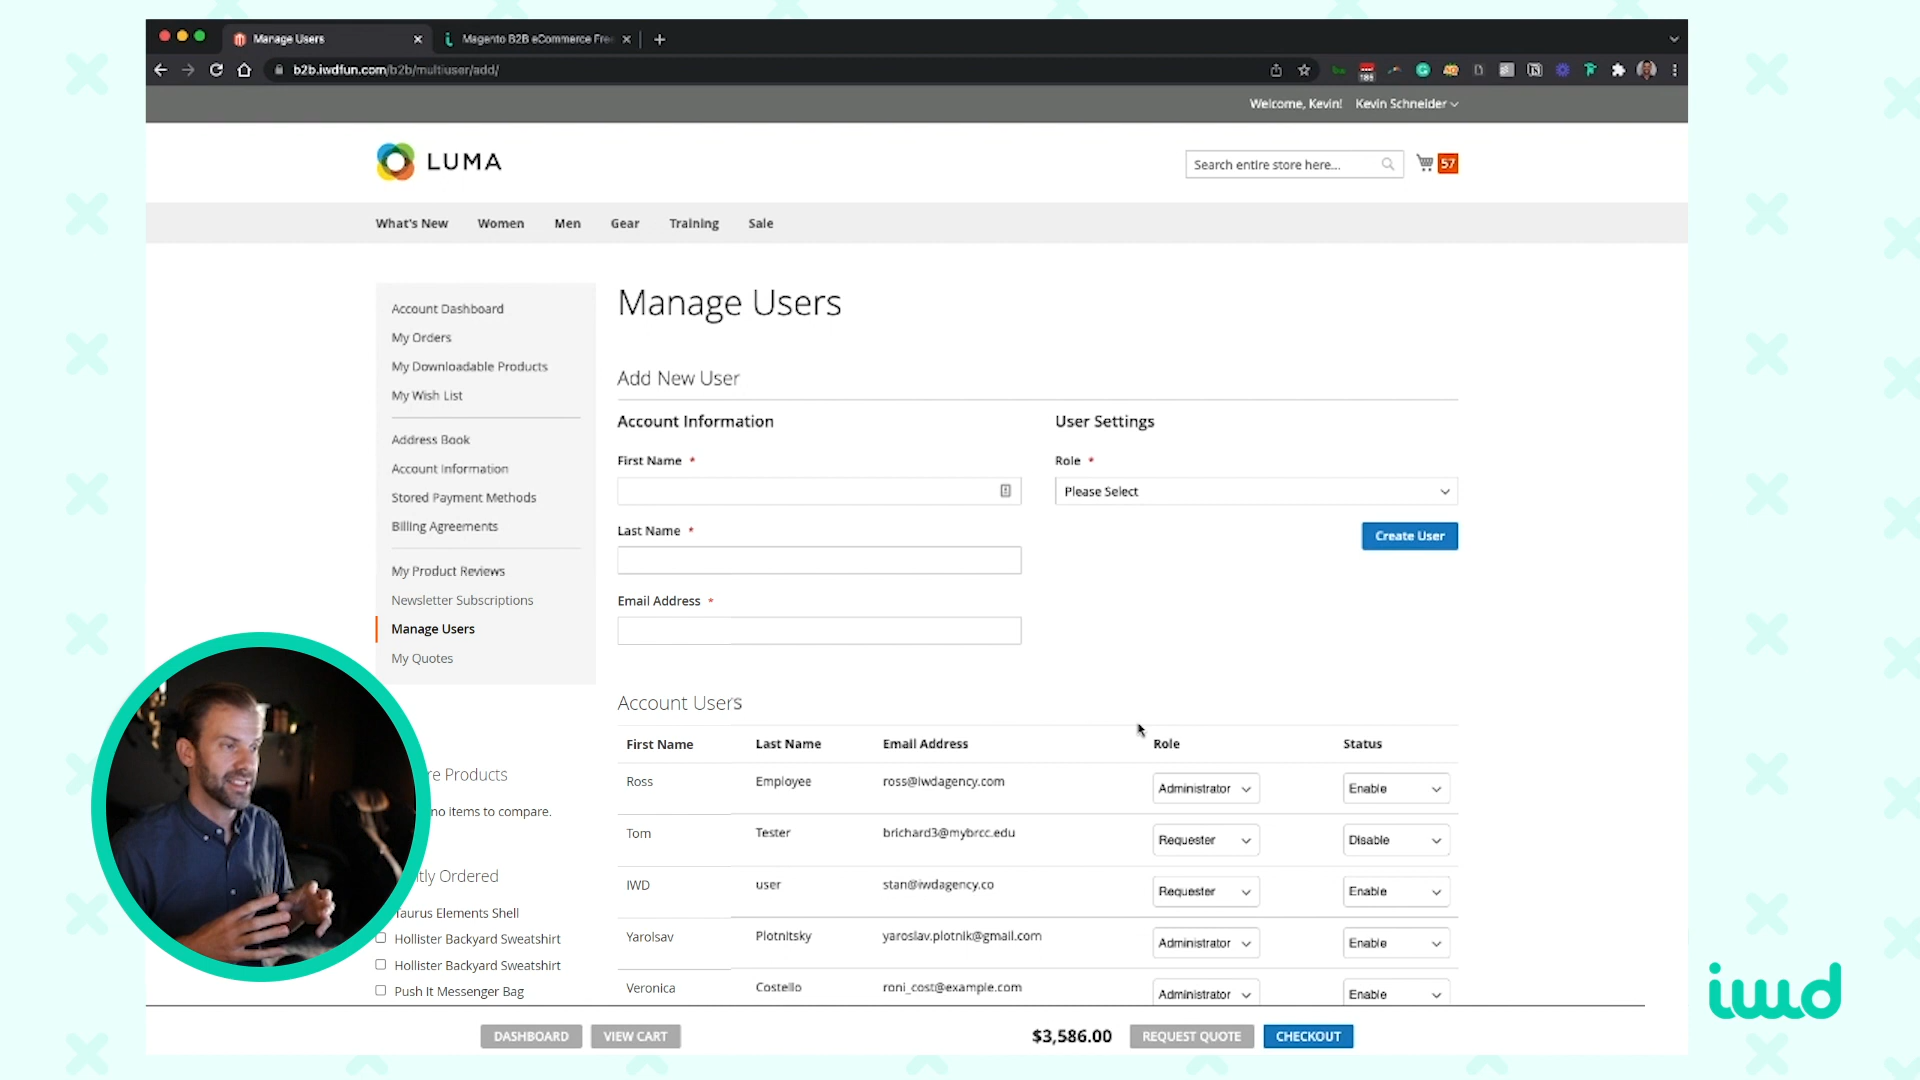 Manage Users
Magento B2B eCommerce Fre
b2b.iwdfun.com/b2b/multiuser/add/
185
Welcome, Kevin! Kevin Schneider
LUMA
Search entire store here...
57
What's New Women Men Gear Training Sale
Account Dashboard
My Orders
My Downloadable Products
My Wish List
Address Book
Account Information
Stored Payment Methods
Billing Agreements
My Product Reviews
Newsletter Subscriptions
Manage Users
My Quotes
re Products
no items to compare.
tly Ordered
Taurus Elements Shell
Hollister Backyard Sweatshirt
Hollister Backyard Sweatshirt
Push It Messenger Bag
Manage Users
Add New User
Account Information
First Name *
Last Name *
Email Address *
User Settings
Role *
Please Select
Create User
Account Users
First Name Last Name Email Address Role Status
Ross Employee ross@iwdagency.com Administrator Enable
Tom Tester brichard3@mybrcc.edu Requester Disable
IWD user stan@iwdagency.co Requester Enable
Yarolsav Plotnitsky yaroslav.plotnik@gmail.com Administrator Enable
Veronica Costello roni_cost@example.com Administrator Enable
DASHBOARD VIEW CART $3,586.00 REQUEST QUOTE CHECKOUT
iwd